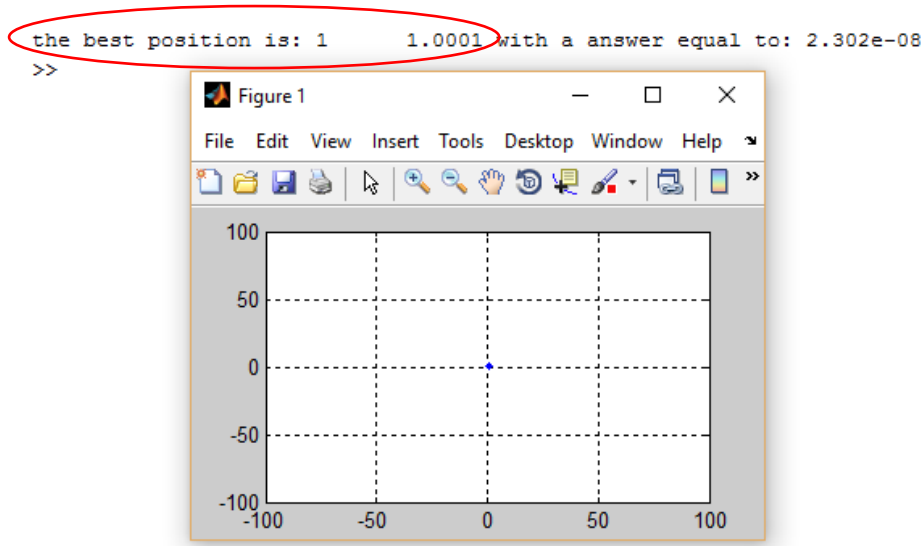 the best position is: 1 1.0001 with a answer equal to: 2.302e-08
>>
Figure 1
File Edit View Insert Tools Desktop Window Help
100
50
0
-50
-100
-100 -50 0 50 100